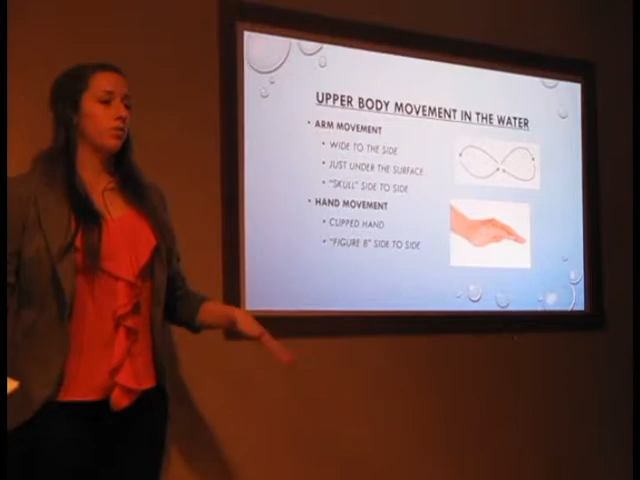 UPPER BODY MOVEMENT IN THE WATER
• ARM MOVEMENT
• WIDE TO THE SIDE
• JUST UNDER THE SURFACE
• "SKULL" SIDE TO SIDE
• HAND MOVEMENT
• CLIPPED HAND
• "FIGURE 8" SIDE TO SIDE